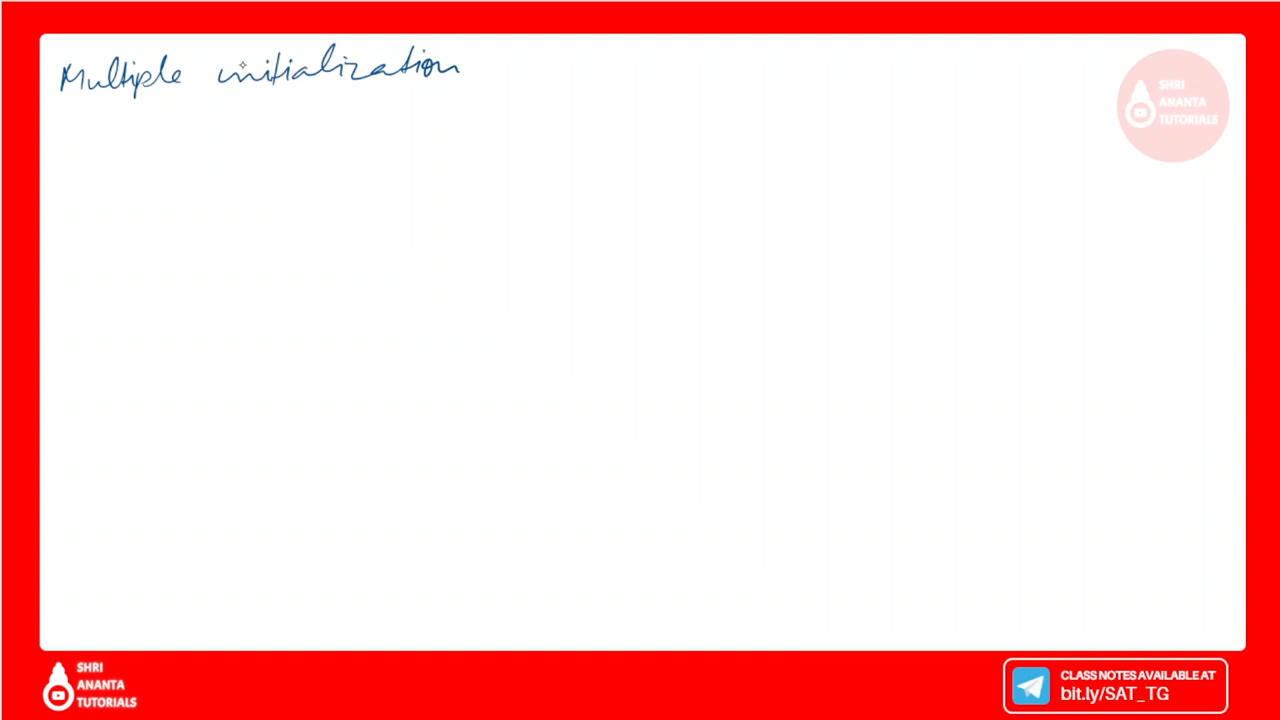 Multiple initialization
SHRI
ANANTA
TUTORIALS
SHRI
ANANTA
TUTORIALS
CLASS NOTES AVAILABLE AT
bit.ly/SAT_TG